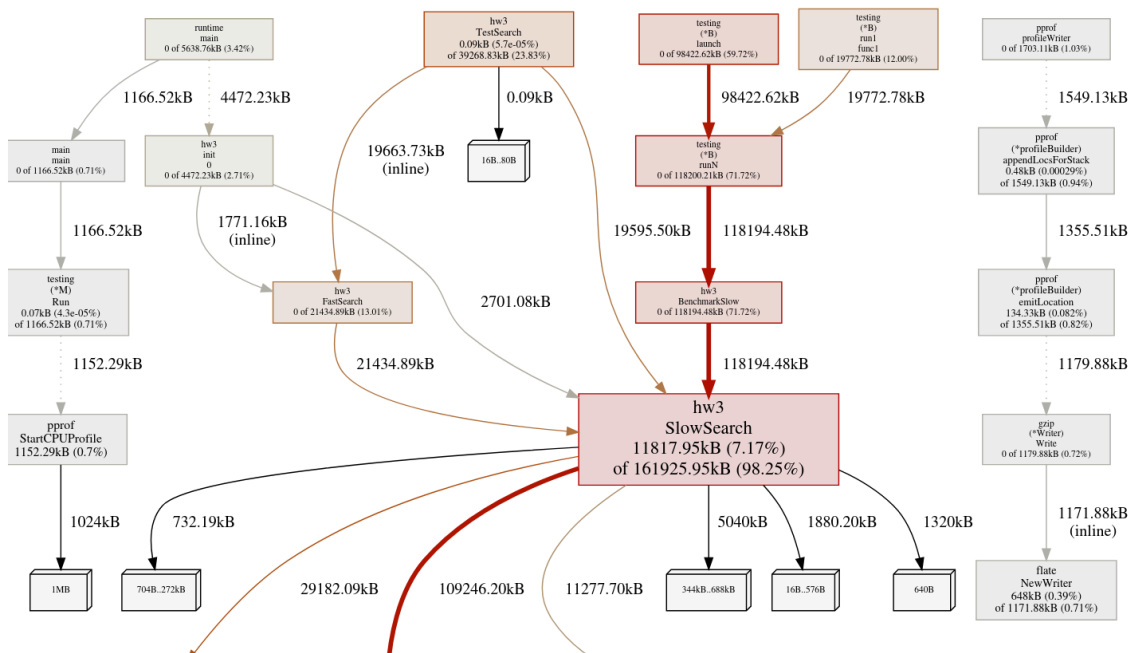 runtime
main
0 of 5638.76kB (3.42%)
hw3
TestSearch
0.09kB (5.7e-05%)
of 39268.83kB (23.83%)
testing
(*B)
launch
0 of 98422.62kB (59.72%)
testing
(*B)
run1
func1
0 of 19772.78kB (12.00%)
pprof
profileWriter
0 of 1703.11kB (1.03%)
1166.52kB
4472.23kB
0.09kB
98422.62kB
19772.78kB
1549.13kB
main
main
0 of 1166.52kB (0.71%)
hw3
init
0
0 of 4472.23kB (2.71%)
19663.73kB
(inline)
16B..80B
testing
(*B)
runN
0 of 118200.21kB (71.72%)
pprof
(*profileBuilder)
appendLocsForStack
0.48kB (0.00029%)
of 1549.13kB (0.94%)
1166.52kB
1771.16kB
(inline)
19595.50kB
118194.48kB
1355.51kB
testing
(*M)
Run
0.07kB (4.3e-05%)
of 1166.52kB (0.71%)
hw3
FastSearch
0 of 21434.89kB (13.01%)
2701.08kB
hw3
BenchmarkSlow
0 of 118194.48kB (71.72%)
pprof
(*profileBuilder)
emitLocation
134.33kB (0.082%)
of 1355.51kB (0.82%)
1152.29kB
21434.89kB
118194.48kB
1179.88kB
pprof
StartCPUProfile
1152.29kB (0.7%)
hw3
SlowSearch
11817.95kB (7.17%)
of 161925.95kB (98.25%)
gzip
(*Writer)
Write
0 of 1179.88kB (0.72%)
1024kB
732.19kB
5040kB
1880.20kB
1320kB
1171.88kB
(inline)
1MB
704B..272kB
29182.09kB
109246.20kB
11277.70kB
344kB..688kB
16B..576B
640B
flate
NewWriter
648kB (0.39%)
of 1171.88kB (0.71%)